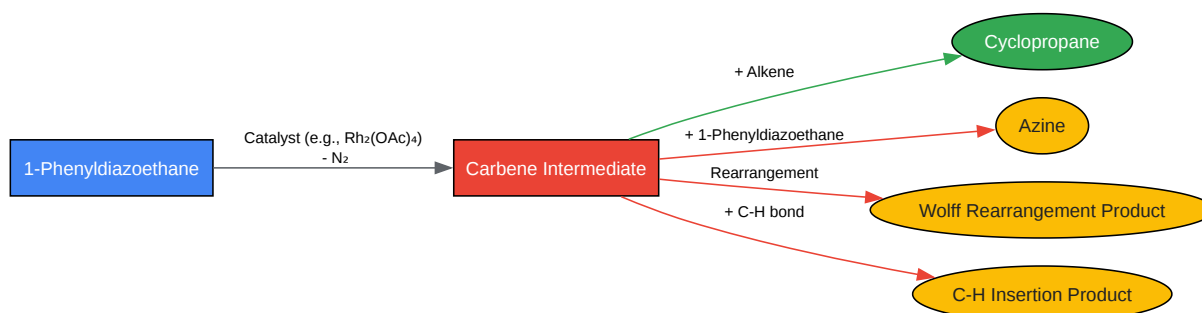 Cyclopropane
+ Alkene
Azine
Catalyst (e.g., Rh₂(OAc)₄)
- N₂
+ 1-Phenyldiazoethane
1-Phenyldiazoethane
Carbene Intermediate
Rearrangement
Wolff Rearrangement Product
+ C-H bond
C-H Insertion Product